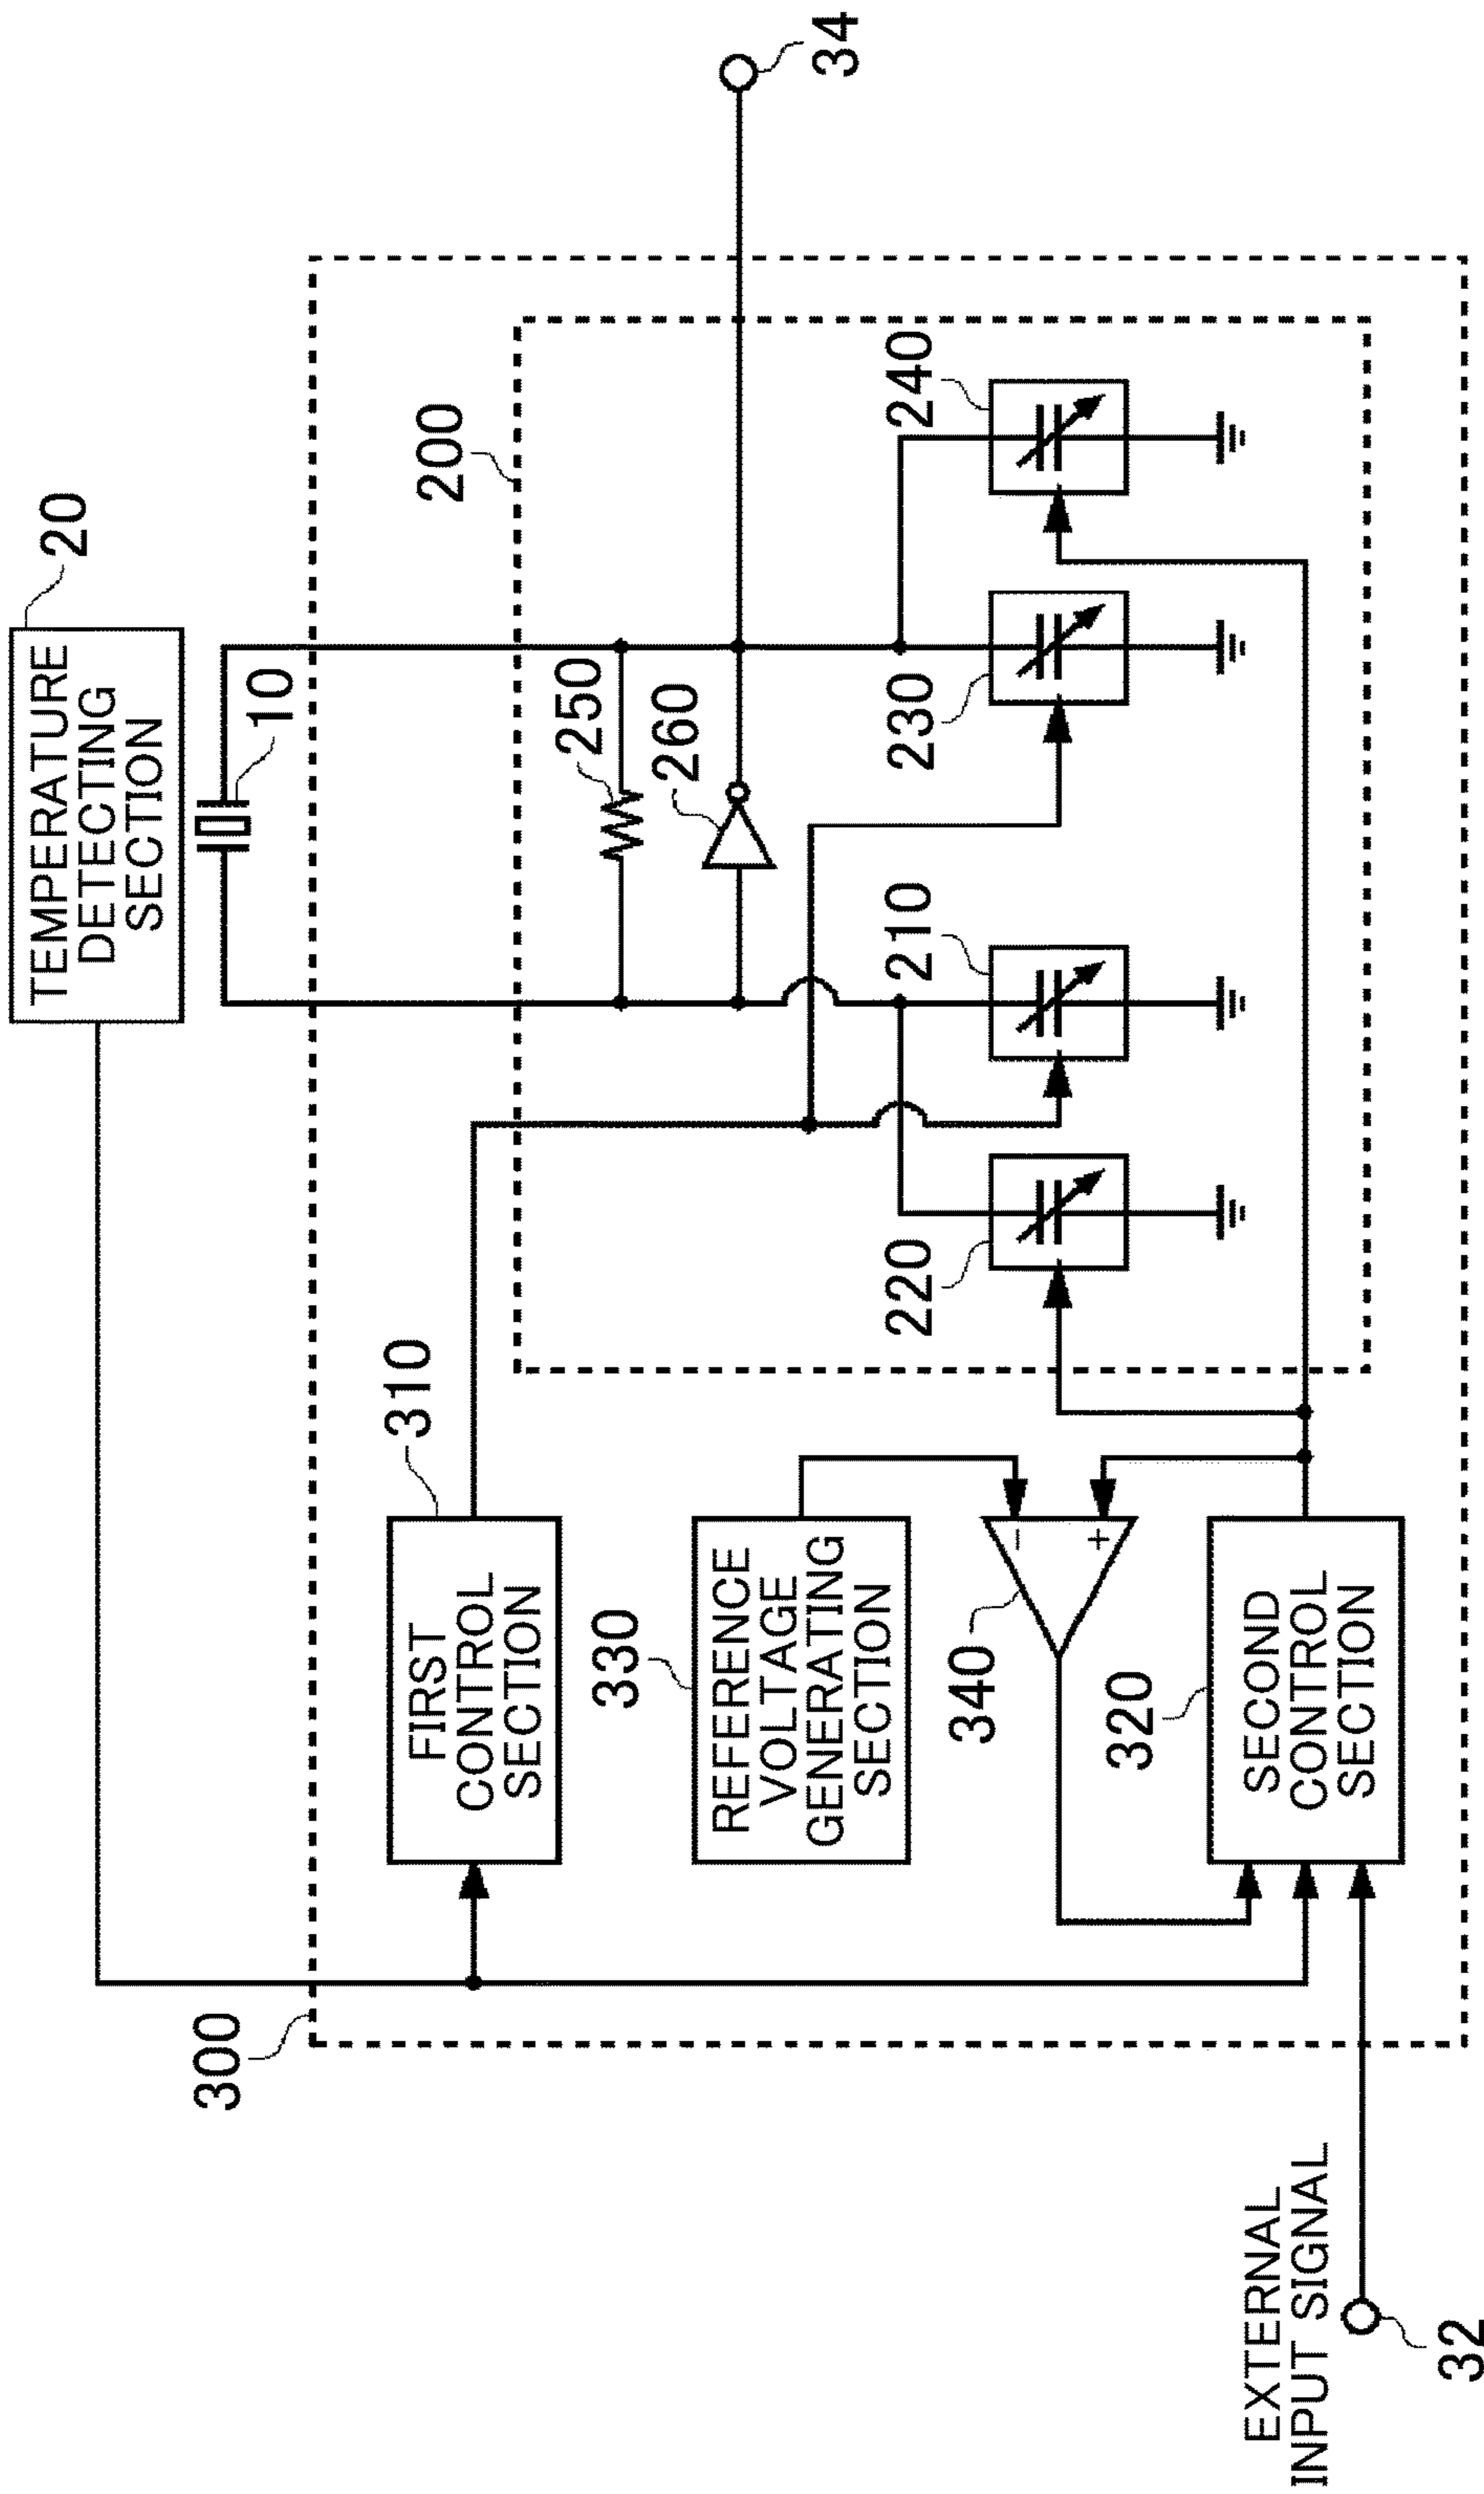 TEMPERATURE
DETECTING
SECTION
20
10
300
200
34
310
FIRST
CONTROL
SECTION
250
260
330
REFERENCE
VOLTAGE
GENERATING
SECTION
220
210
230
240
340
−
+
320
SECOND
CONTROL
SECTION
EXTERNAL
INPUT SIGNAL
32